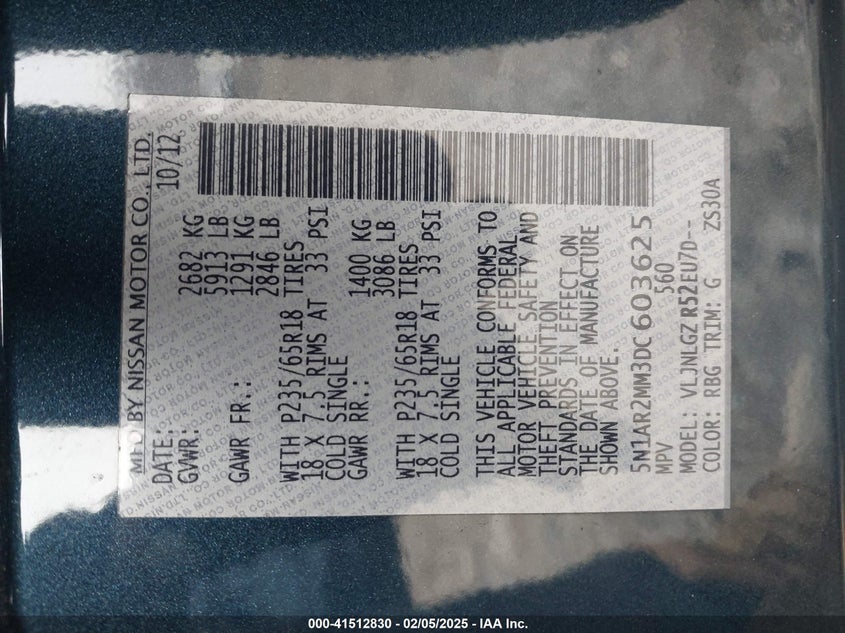 MFD BY NISSAN MOTOR CO., LTD.
DATE: 10/12
GVWR: 2682 KG
5913 LB
GAWR FR.: 1291 KG
2846 LB
WITH P235/65R18 TIRES
18 X 7.5 RIMS AT 33 PSI
COLD SINGLE
GAWR RR.: 1400 KG
3086 LB
WITH P235/65R18 TIRES
18 X 7.5 RIMS AT 33 PSI
COLD SINGLE
THIS VEHICLE CONFORMS TO
ALL APPLICABLE FEDERAL
MOTOR VEHICLE SAFETY AND
THEFT PREVENTION
STANDARDS IN EFFECT ON
THE DATE OF MANUFACTURE
SHOWN ABOVE.
5N1AR2MM3DC603625
MPV 560
MODEL: VLJNLGZ R52EU7D--
COLOR: RBG TRIM: G ZS30A
000-41512830 - 02/05/2025 - IAA Inc.